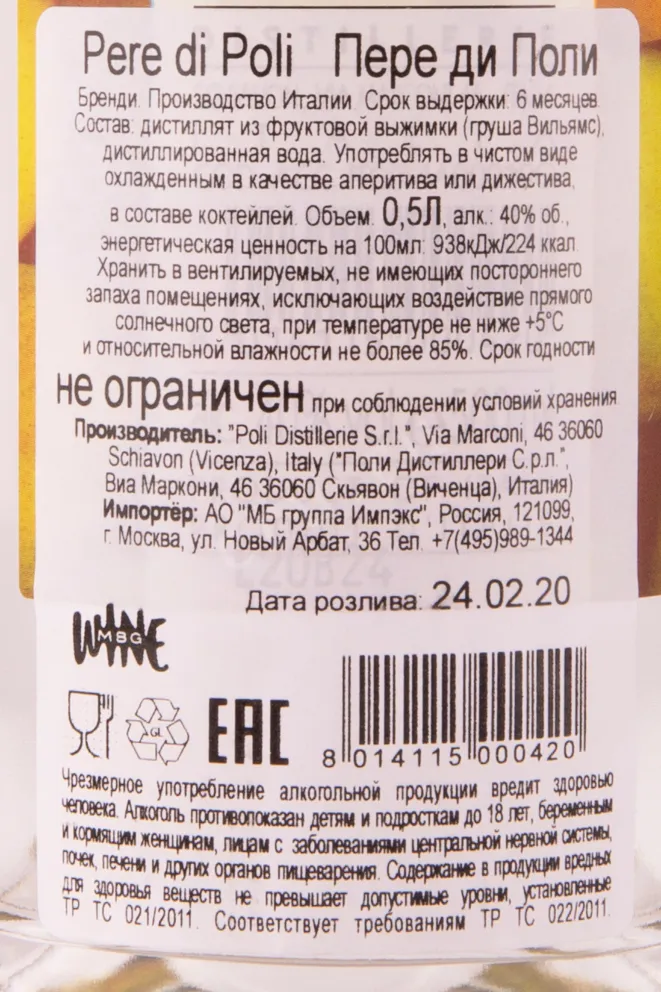 Pere di Poli Пере ди Поли
Бренди. Производство Италии. Срок выдержки: 6 месяцев.
Состав: дистиллят из фруктовой выжимки (груша Вильямс),
дистиллированная вода. Употреблять в чистом виде
охлажденным в качестве аперитива или дижестива,
в составе коктейлей. Объем: 0,5Л, алк.: 40% об.,
энергетическая ценность на 100мл: 938кДж/224 ккал.
Хранить в вентилируемых, не имеющих постороннего
запаха помещениях, исключающих воздействие прямого
солнечного света, при температуре не ниже +5°С
и относительной влажности не более 85%. Срок годности
не ограничен при соблюдении условий хранения.
Производитель: "Poli Distillerie S.r.l.", Via Marconi, 46 36060
Schiavon (Vicenza), Italy ("Поли Дистиллери С.р.л.",
Виа Маркони, 46 36060 Скьявон (Виченца), Италия)
Импортёр: АО "МБ группа Импэкс", Россия, 121099,
г. Москва, ул. Новый Арбат, 36 Тел. +7(495)989-1344
L20B24
Дата розлива: 24.02.20
WINE
MBG
GL
EAC
8 014115 000420
Чрезмерное употребление алкогольной продукции вредит здоровью
человека. Алкоголь противопоказан детям и подросткам до 18 лет, беременным
и кормящим женщинам, лицам с заболеваниями центральной нервной системы,
почек, печени и других органов пищеварения. Содержание в продукции вредных
для здоровья веществ не превышает допустимые уровни, установленные
ТР ТС 021/2011. Соответствует требованиям ТР ТС 022/2011.